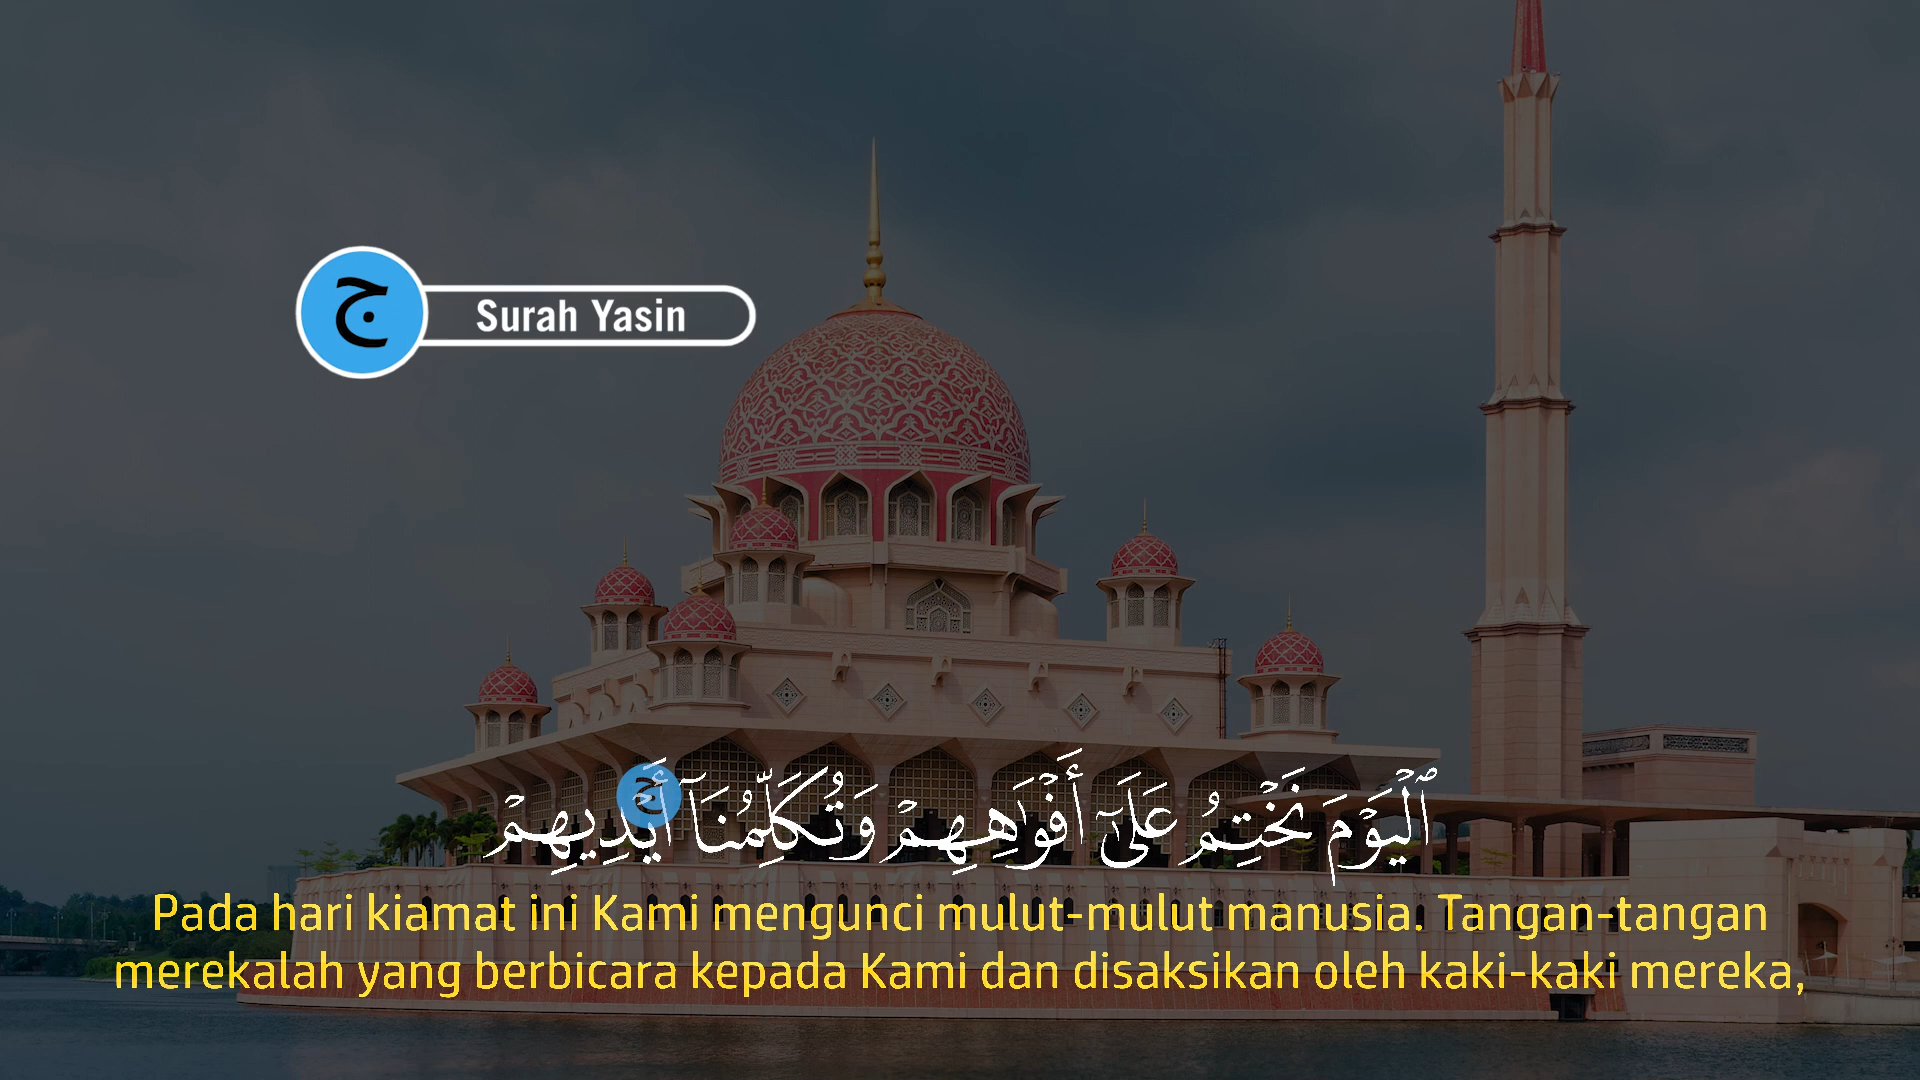 ج
Surah Yasin
ٱلْيَوْمَ نَخْتِمُ عَلَىٰٓ أَفْوَٰهِهِمْ وَتُكَلِّمُنَآ أَيْدِيهِمْ
ج
Pada hari kiamat ini Kami mengunci mulut-mulut manusia. Tangan-tangan
merekalah yang berbicara kepada Kami dan disaksikan oleh kaki-kaki mereka,